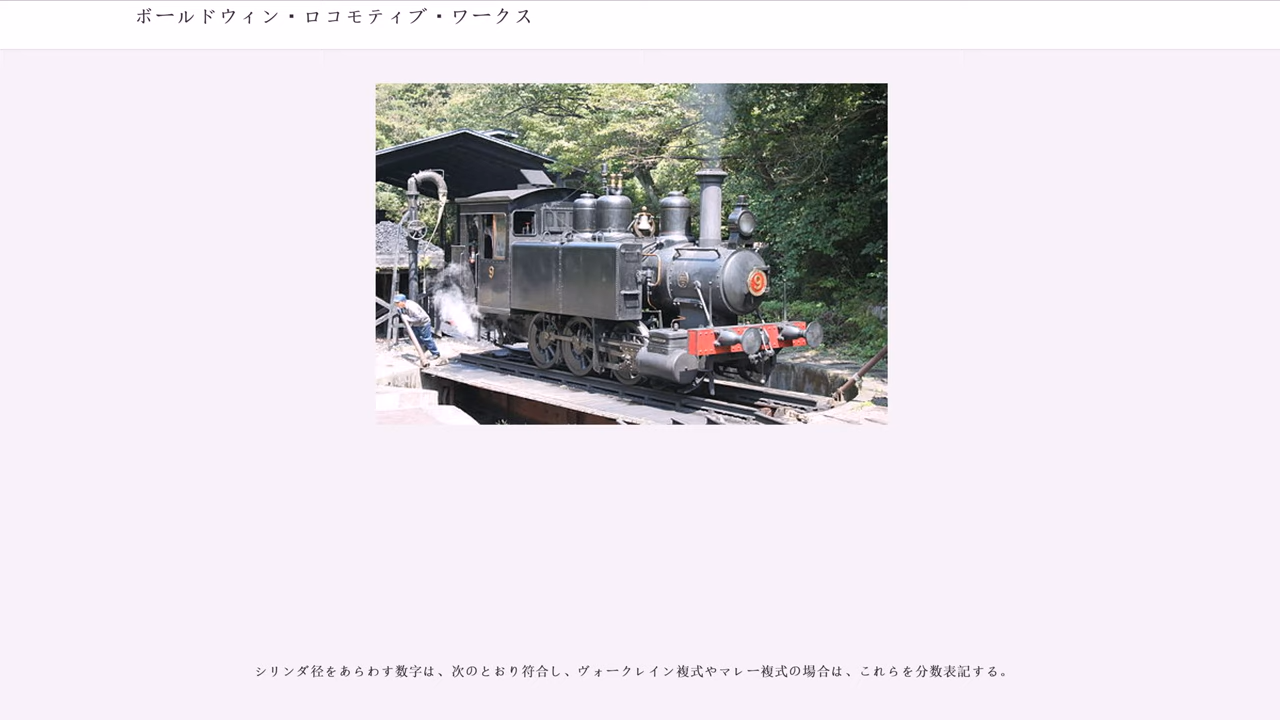 ボールドウィン・ロコモティブ・ワークス
9
9
シリンダ径をあらわす数字は、次のとおり符合し、ヴォークレイン複式やマレー複式の場合は、これらを分数表記する。